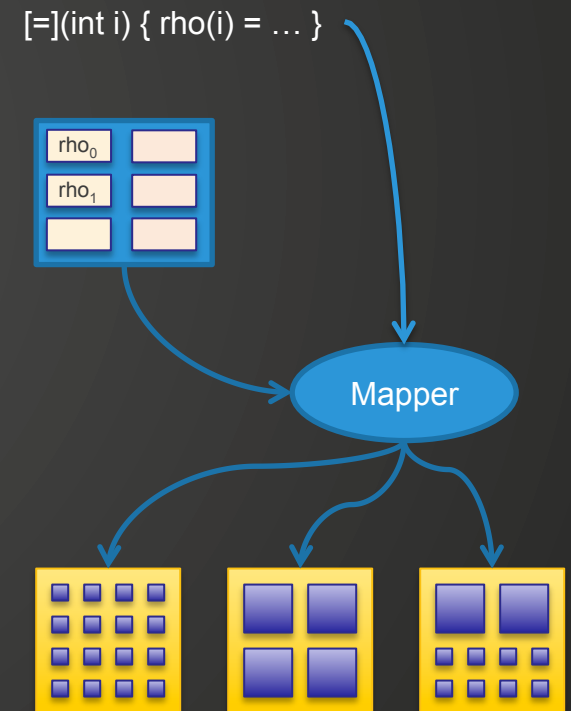 [=](int i) { rho(i) = … }
rho₀
rho₁
Mapper